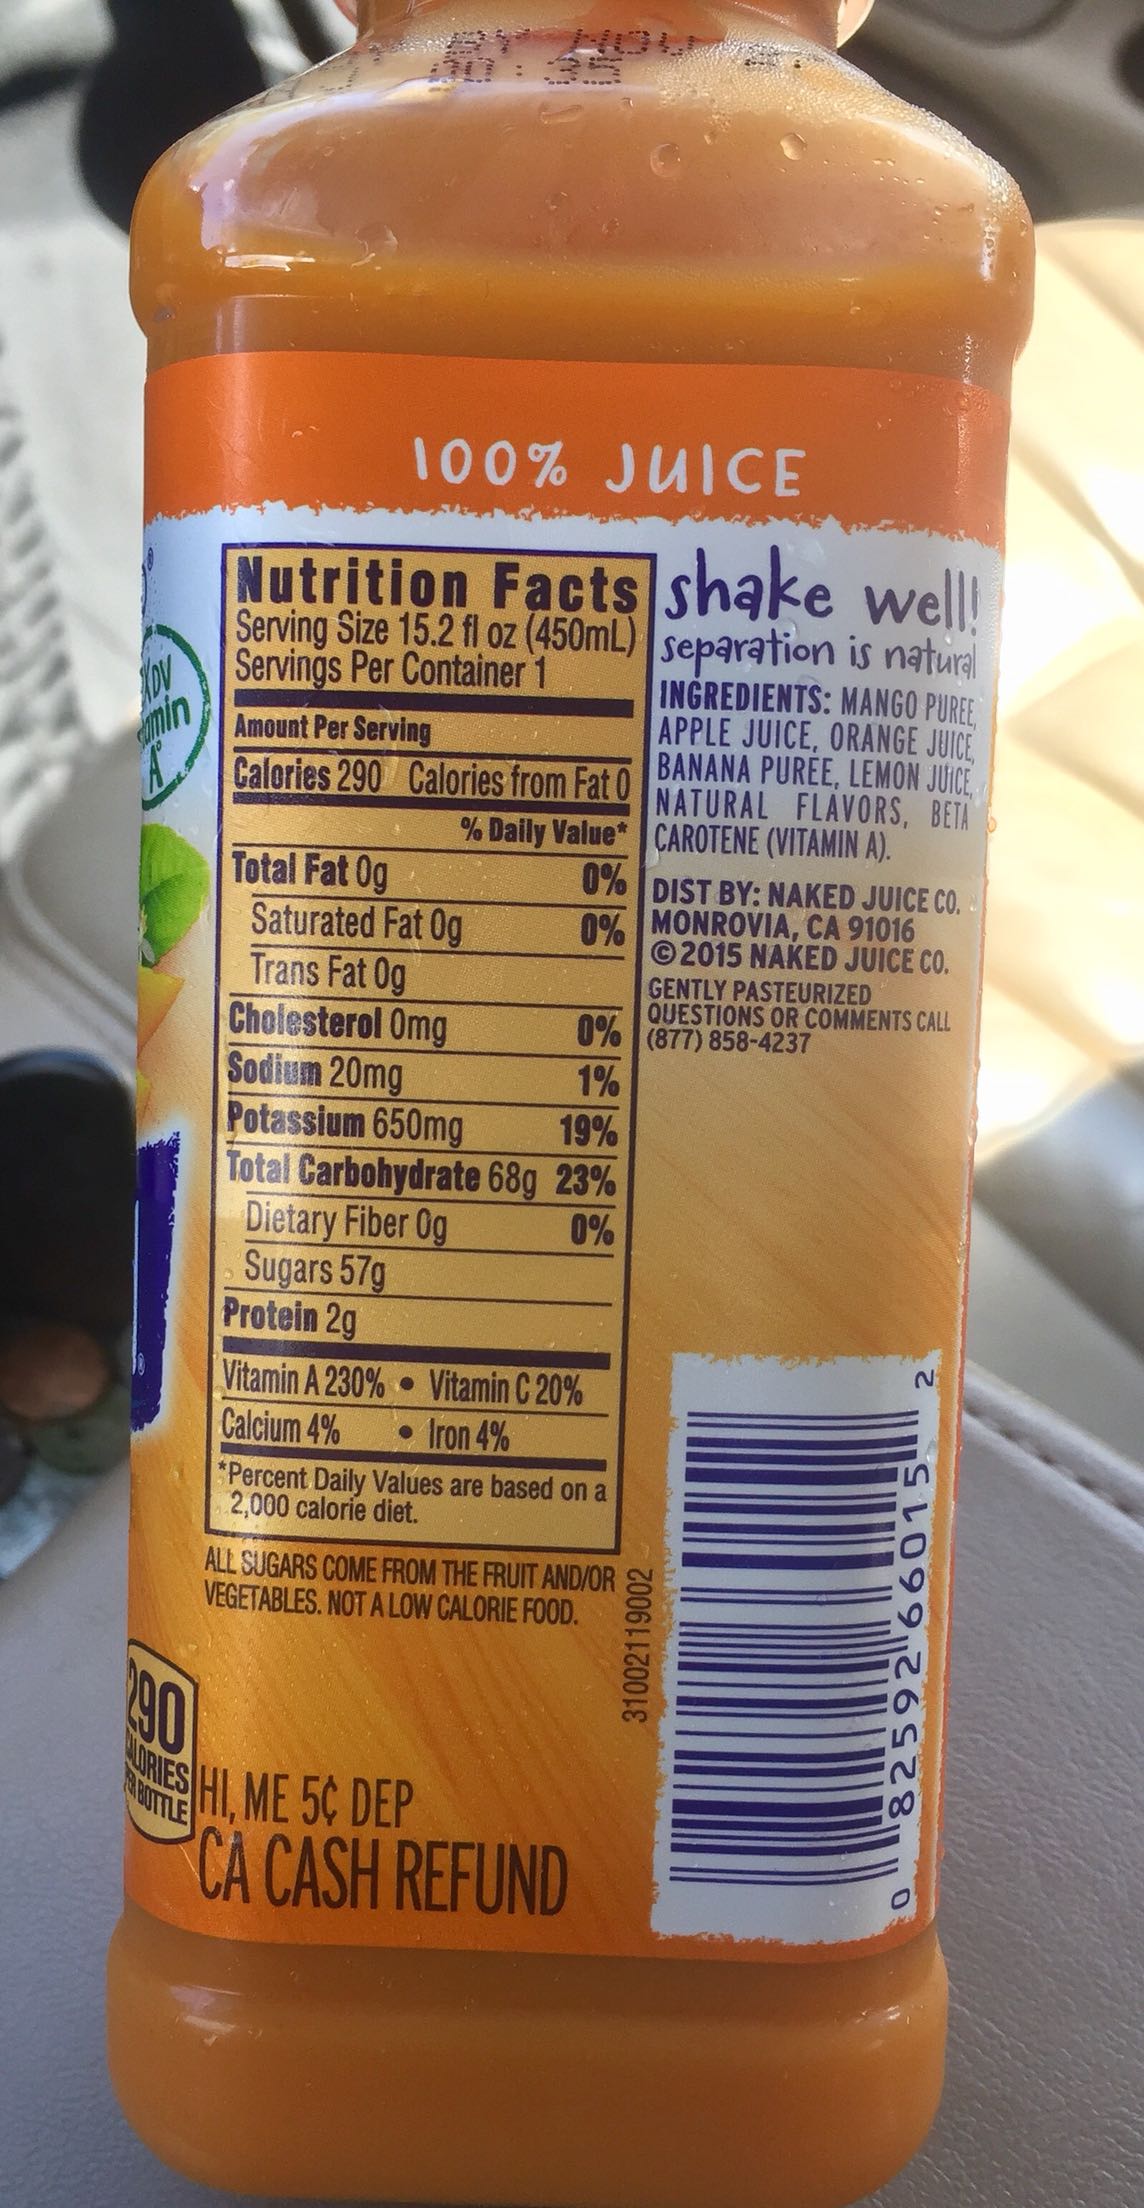 100% JUICE
Nutrition Facts
Serving Size 15.2 fl oz (450mL)
Servings Per Container 1
Amount Per Serving
Calories 290 Calories from Fat 0
% Daily Value*
Total Fat 0g 0%
Saturated Fat 0g 0%
Trans Fat 0g
Cholesterol 0mg 0%
Sodium 20mg 1%
Potassium 650mg 19%
Total Carbohydrate 68g 23%
Dietary Fiber 0g 0%
Sugars 57g
Protein 2g
Vitamin A 230% • Vitamin C 20%
Calcium 4% • Iron 4%
*Percent Daily Values are based on a
2,000 calorie diet.
ALL SUGARS COME FROM THE FRUIT AND/OR
VEGETABLES. NOT A LOW CALORIE FOOD.
shake well!
separation is natural
INGREDIENTS: MANGO PUREE,
APPLE JUICE, ORANGE JUICE,
BANANA PUREE, LEMON JUICE,
NATURAL FLAVORS, BETA
CAROTENE (VITAMIN A).
DIST BY: NAKED JUICE CO.
MONROVIA, CA 91016
©2015 NAKED JUICE CO.
GENTLY PASTEURIZED
QUESTIONS OR COMMENTS CALL
(877) 858-4237
31002119002
0 82592 66015 2
DV
A
290
CALORIES
PER BOTTLE
HI, ME 5¢ DEP
CA CASH REFUND